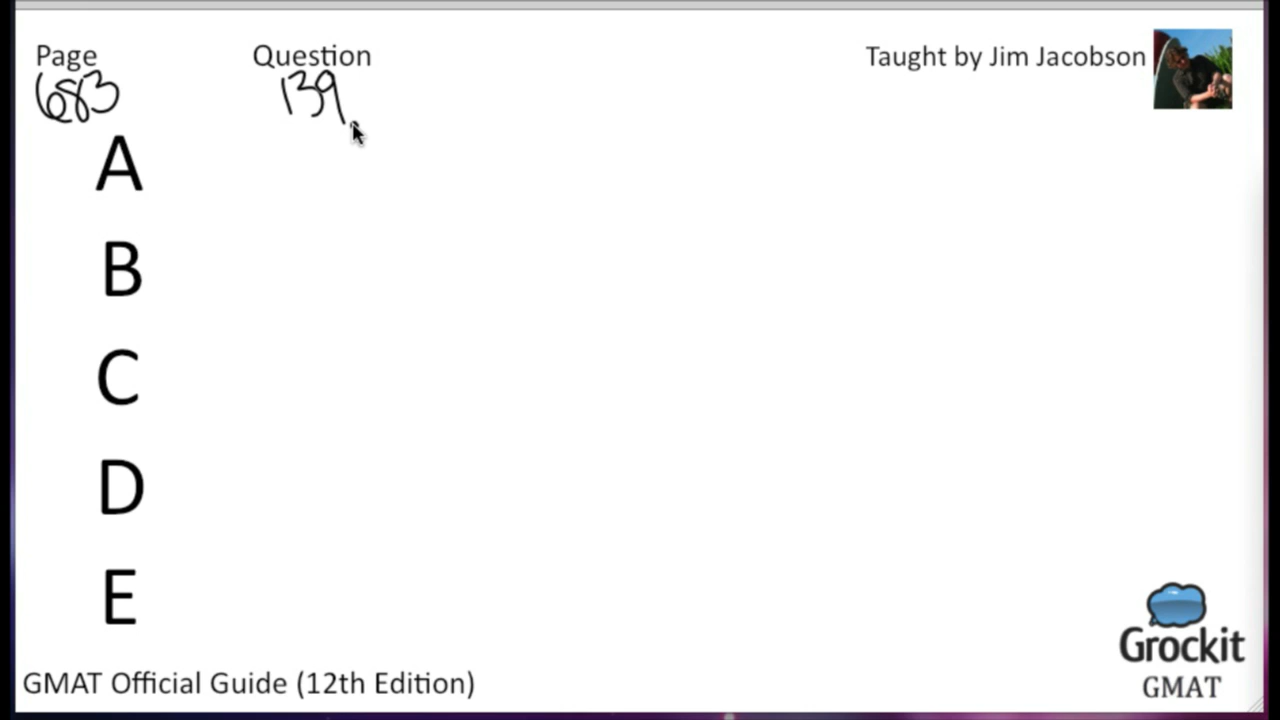 Page Question Taught by Jim Jacobson
683 139
A
B
C
D
E
Grockit
GMAT
GMAT Official Guide (12th Edition)